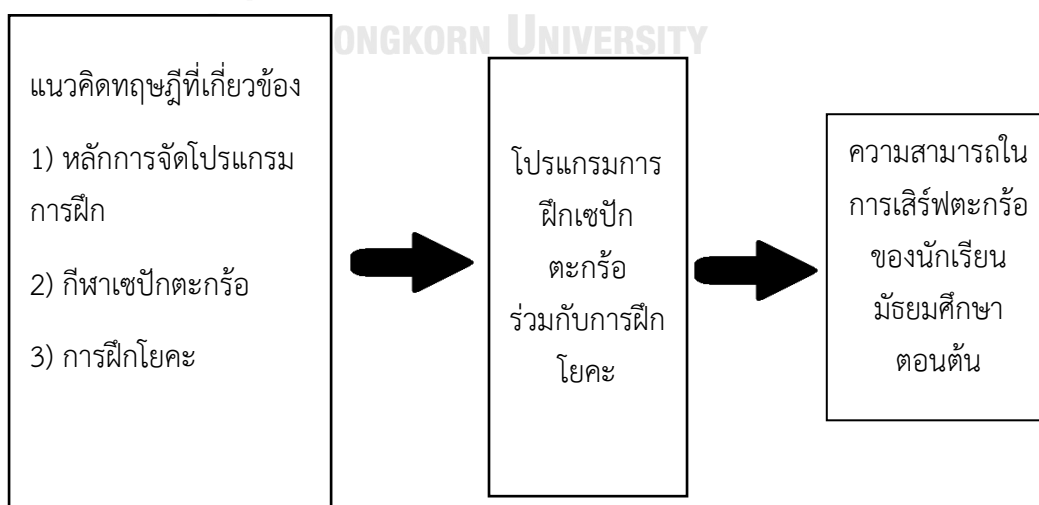 ONGKORN UNIVERSITY
แนวคิดทฤษฎีที่เกี่ยวข้อง
1) หลักการจัดโปรแกรม
การฝึก
2) กีฬาเซปักตะกร้อ
3) การฝึกโยคะ
โปรแกรมการ
ฝึกเซปัก
ตะกร้อ
ร่วมกับการฝึก
โยคะ
ความสามารถใน
การเสิร์ฟตะกร้อ
ของนักเรียน
มัธยมศึกษา
ตอนต้น